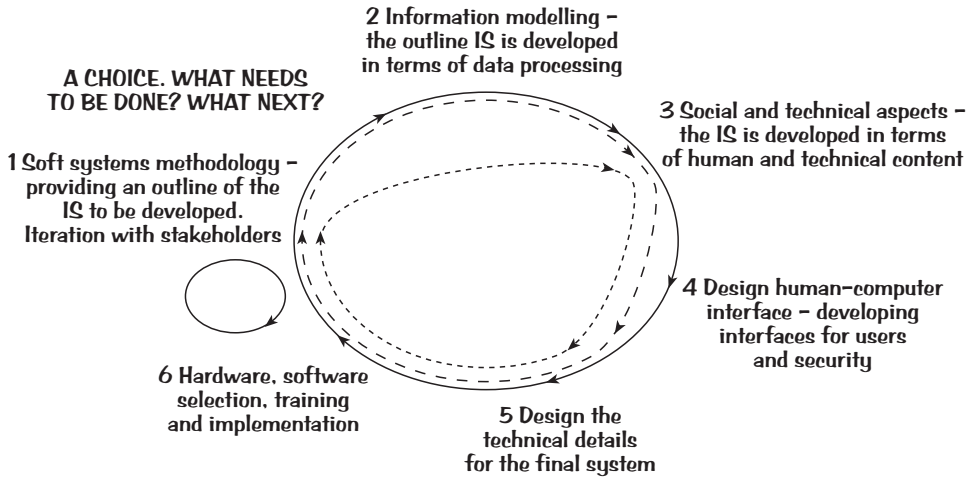 A CHOICE. WHAT NEEDS
TO BE DONE? WHAT NEXT?
1 Soft systems methodology –
providing an outline of the
IS to be developed.
Iteration with stakeholders
2 Information modelling –
the outline IS is developed
in terms of data processing
3 Social and technical aspects –
the IS is developed in terms
of human and technical content
4 Design human-computer
interface – developing
interfaces for users
and security
5 Design the
technical details
for the final system
6 Hardware, software
selection, training
and implementation